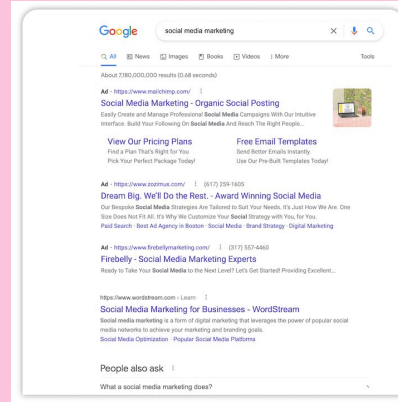 Google
social media marketing
All News Images Books Videos More Tools
About 7,180,000,000 results (0.68 seconds)
Ad - https://www.mailchimp.com/
Social Media Marketing - Organic Social Posting
Easily Create and Manage Professional Social Media Campaigns With Our Intuitive
Interface. Build Your Following On Social Media And Reach The Right People...
View Our Pricing Plans
Find a Plan That's Right for You
Pick Your Perfect Package Today!
Free Email Templates
Send Better Emails Instantly.
Use Our Pre-Built Templates Today!
Ad - https://www.zozimus.com/ (617) 259-1605
Dream Big. We'll Do the Rest. - Award Winning Social Media
Our Bespoke Social Media Strategies Are Tailored to Suit Your Needs. It's Just How We Are. One
Size Does Not Fit All. It's Why We Customize Your Social Strategy with You, for You.
Paid Search · Best Ad Agency in Boston · Social Media · Brand Strategy · Digital Marketing
Ad - https://www.firebellymarketing.com/ (317) 557-4460
Firebelly - Social Media Marketing Experts
Ready to Take Your Social Media to the Next Level? Let's Get Started! Providing Excellent...
https://www.wordstream.com › Learn
Social Media Marketing for Businesses - WordStream
Social media marketing is a form of digital marketing that leverages the power of popular social
media networks to achieve your marketing and branding goals.
Social Media Optimization · Popular Social Media Platforms
People also ask
What a social media marketing does?